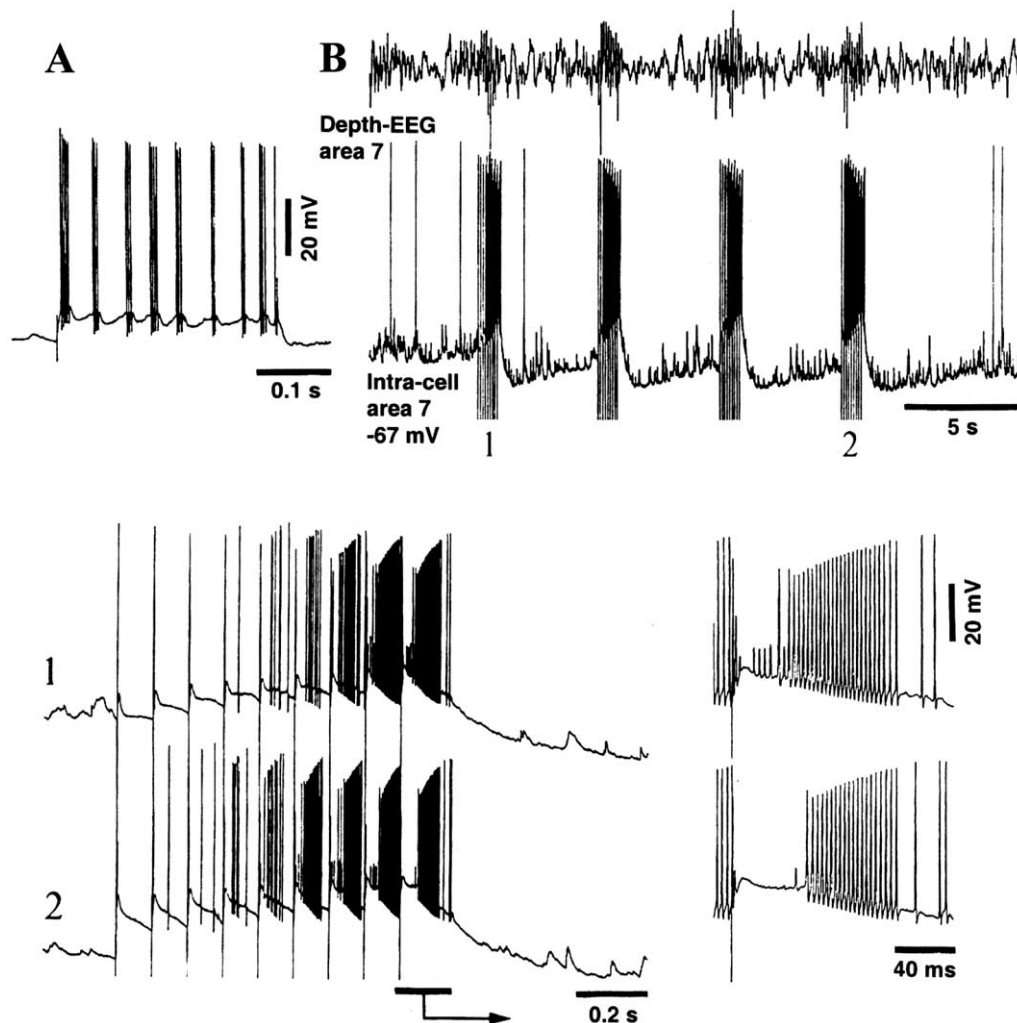 A
B
Depth-EEG
area 7
20 mV
0.1 s
Intra-cell
area 7
-67 mV
5 s
1
2
1
20 mV
2
0.2 s
40 ms